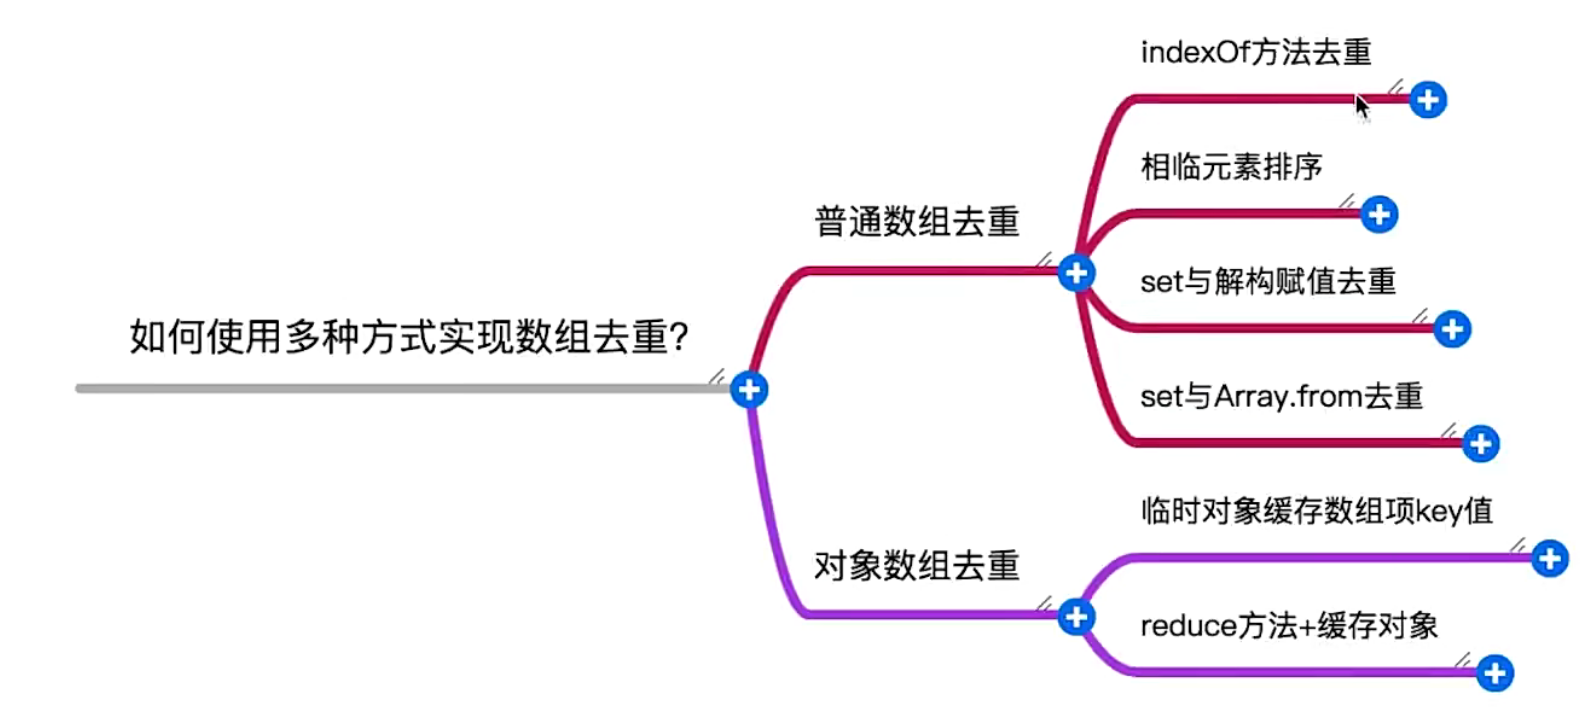 如何使用多种方式实现数组去重？
普通数组去重
indexOf方法去重
相临元素排序
set与解构赋值去重
set与Array.from去重
对象数组去重
临时对象缓存数组项key值
reduce方法+缓存对象